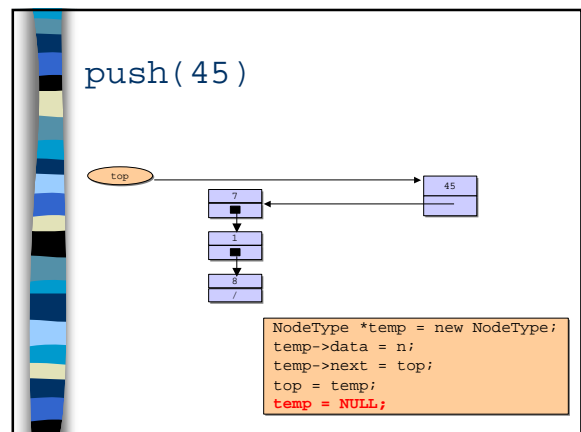 push(45)
top
45
7
1
8
/
NodeType *temp = new NodeType;
temp->data = n;
temp->next = top;
top = temp;
temp = NULL;